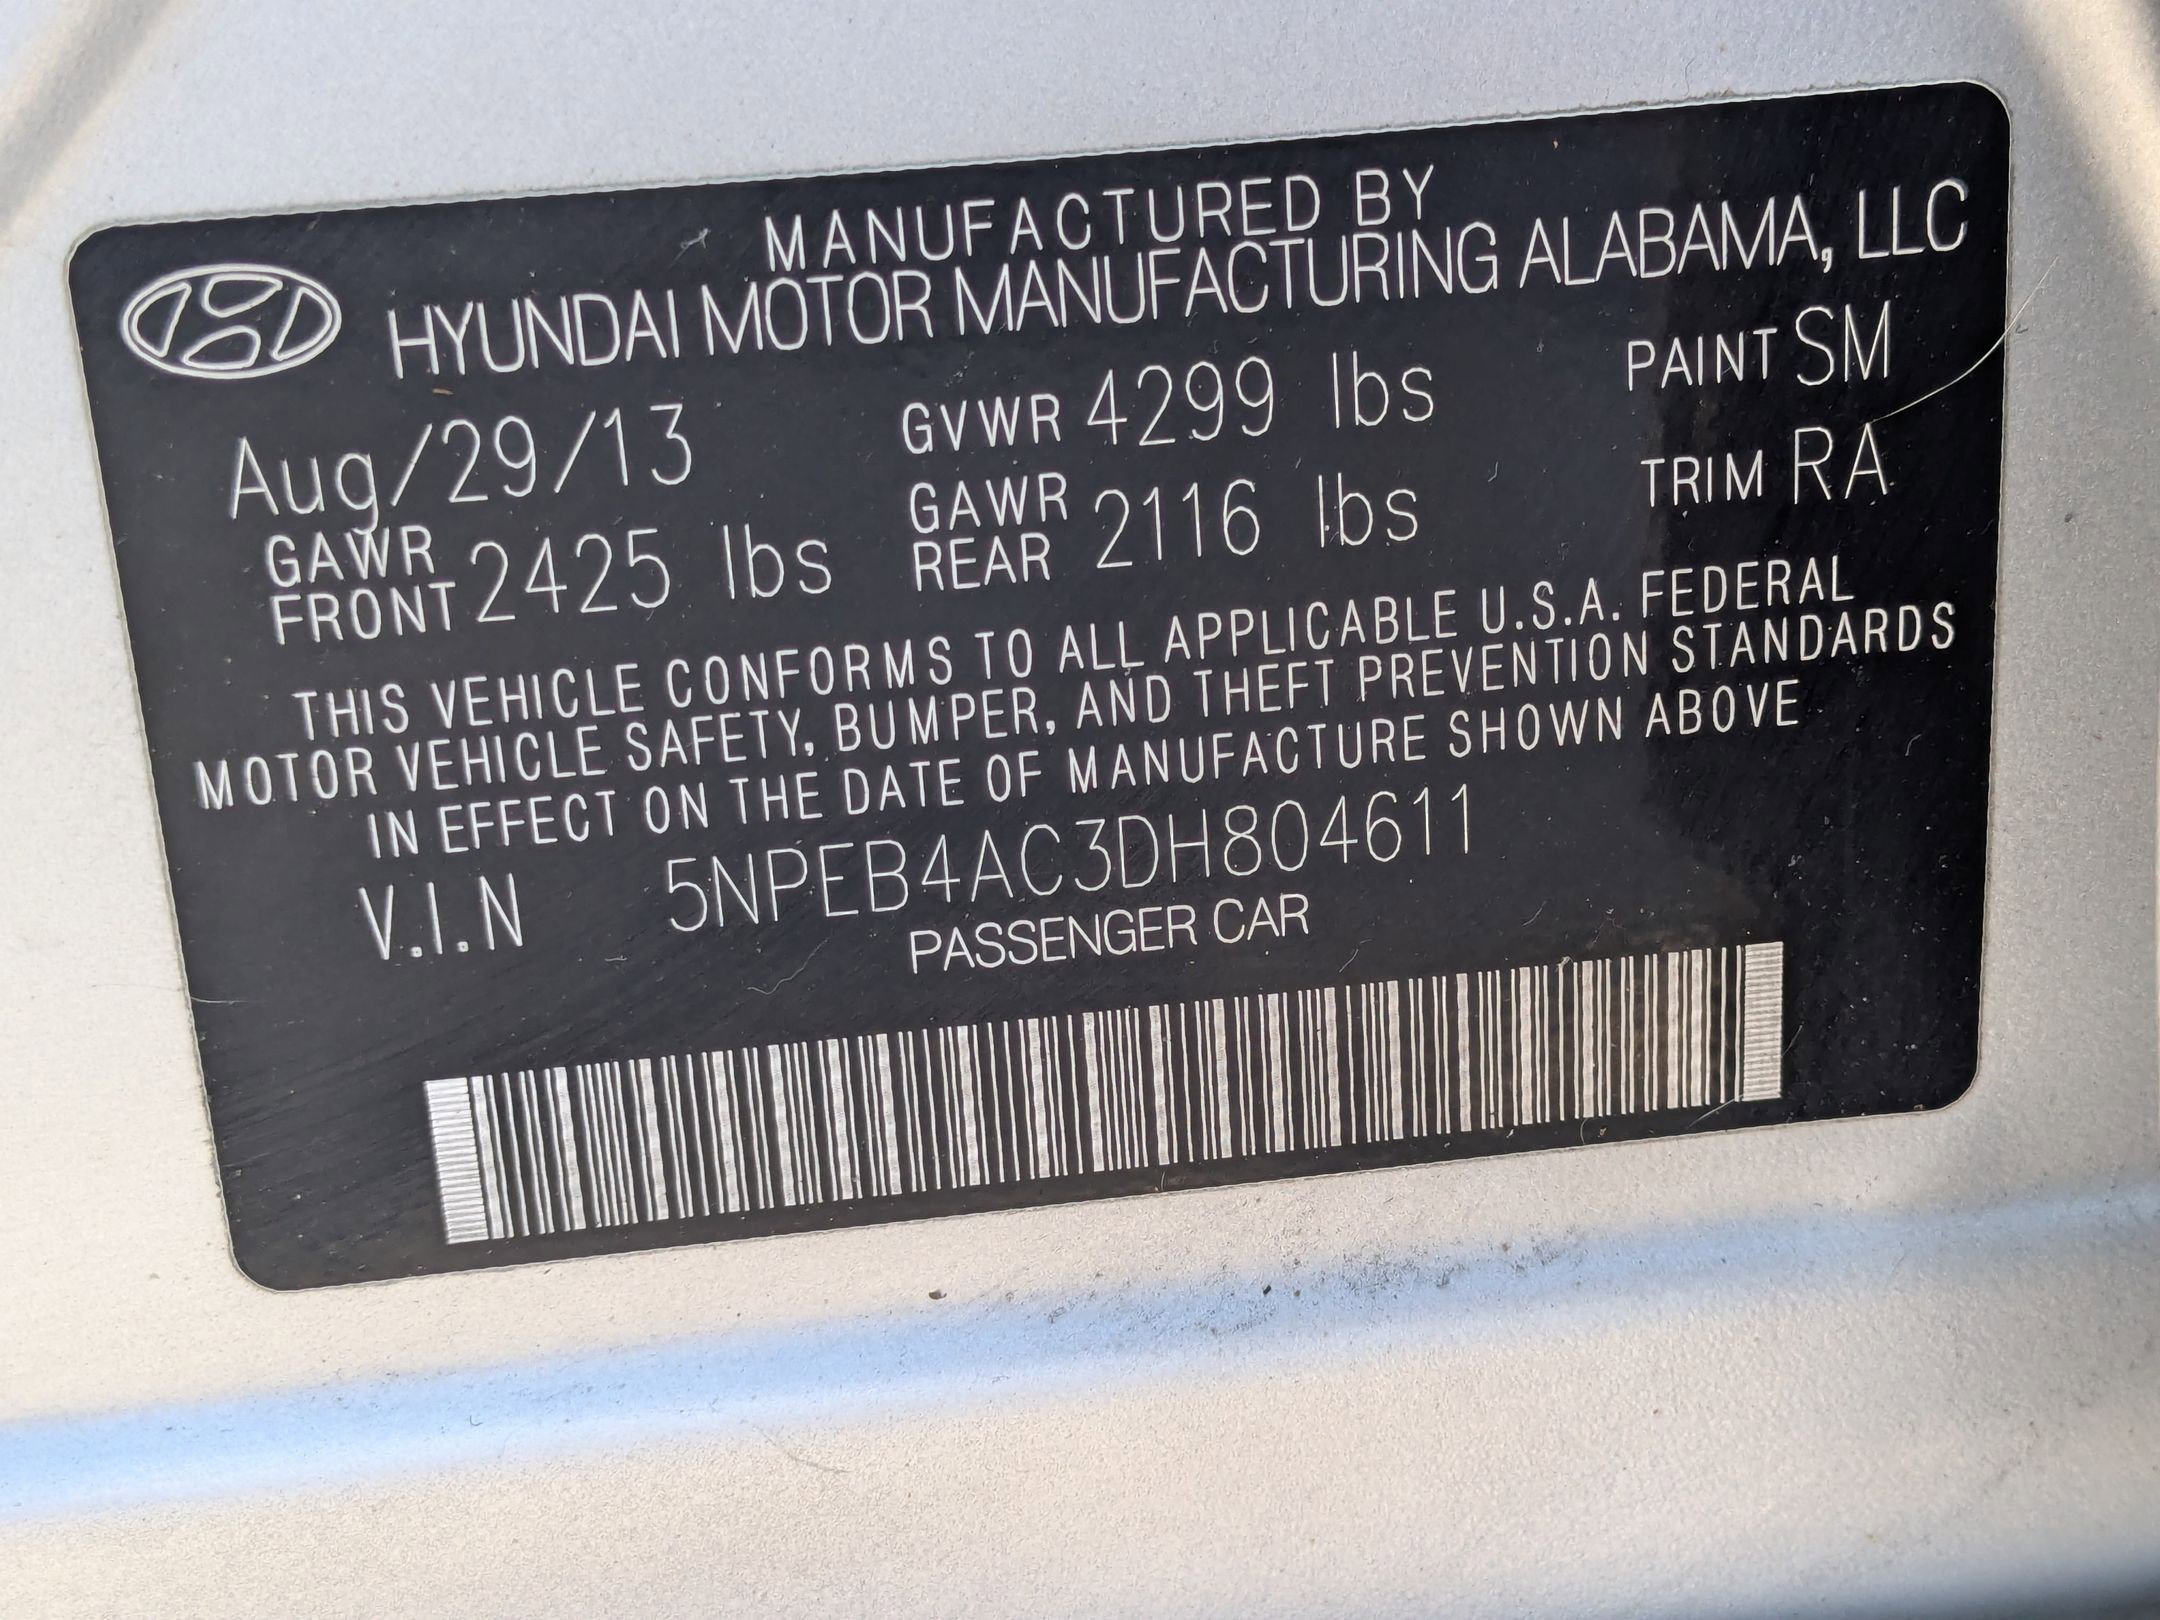 MANUFACTURED BY
HYUNDAI MOTOR MANUFACTURING ALABAMA, LLC
Aug/29/13 GVWR 4299 lbs PAINT SM
GAWR FRONT 2425 lbs GAWR REAR 2116 lbs TRIM RA
THIS VEHICLE CONFORMS TO ALL APPLICABLE U.S.A. FEDERAL
MOTOR VEHICLE SAFETY, BUMPER, AND THEFT PREVENTION STANDARDS
IN EFFECT ON THE DATE OF MANUFACTURE SHOWN ABOVE
V.I.N 5NPEB4AC3DH804611
PASSENGER CAR